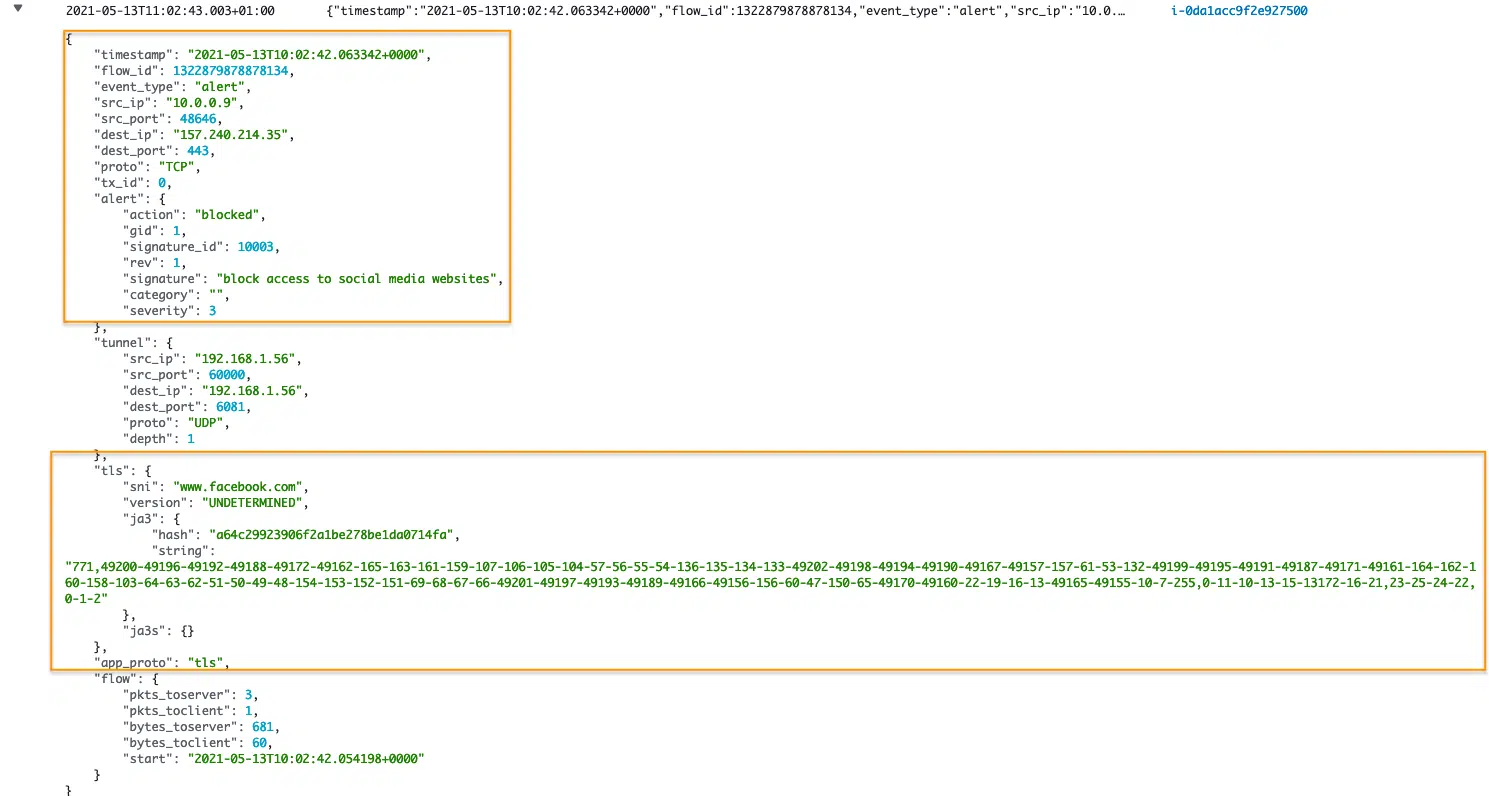 2021-05-13T11:02:43.003+01:00 {"timestamp":"2021-05-13T10:02:42.063342+0000","flow_id":1322879878878134,"event_type":"alert","src_ip":"10.0.… i-0da1acc9f2e927500
{
"timestamp": "2021-05-13T10:02:42.063342+0000",
"flow_id": 1322879878878134,
"event_type": "alert",
"src_ip": "10.0.0.9",
"src_port": 48646,
"dest_ip": "157.240.214.35",
"dest_port": 443,
"proto": "TCP",
"tx_id": 0,
"alert": {
"action": "blocked",
"gid": 1,
"signature_id": 10003,
"rev": 1,
"signature": "block access to social media websites",
"category": "",
"severity": 3
},
"tunnel": {
"src_ip": "192.168.1.56",
"src_port": 60000,
"dest_ip": "192.168.1.56",
"dest_port": 6081,
"proto": "UDP",
"depth": 1
},
"tls": {
"sni": "www.facebook.com",
"version": "UNDETERMINED",
"ja3": {
"hash": "a64c29923906f2a1be278be1da0714fa",
"string":
"771,49200-49196-49192-49188-49172-49162-165-163-161-159-107-106-105-104-57-56-55-54-136-135-134-133-49202-49198-49194-49190-49167-49157-157-61-53-132-49199-49195-49191-49187-49171-49161-164-162-1
60-158-103-64-63-62-51-50-49-48-154-153-152-151-69-68-67-66-49201-49197-49193-49189-49166-49156-156-60-47-150-65-49170-49160-22-19-16-13-49165-49155-10-7-255,0-11-10-13-15-13172-16-21,23-25-24-22,
0-1-2"
},
"ja3s": {}
},
"app_proto": "tls",
"flow": {
"pkts_toserver": 3,
"pkts_toclient": 1,
"bytes_toserver": 681,
"bytes_toclient": 60,
"start": "2021-05-13T10:02:42.054198+0000"
}
}